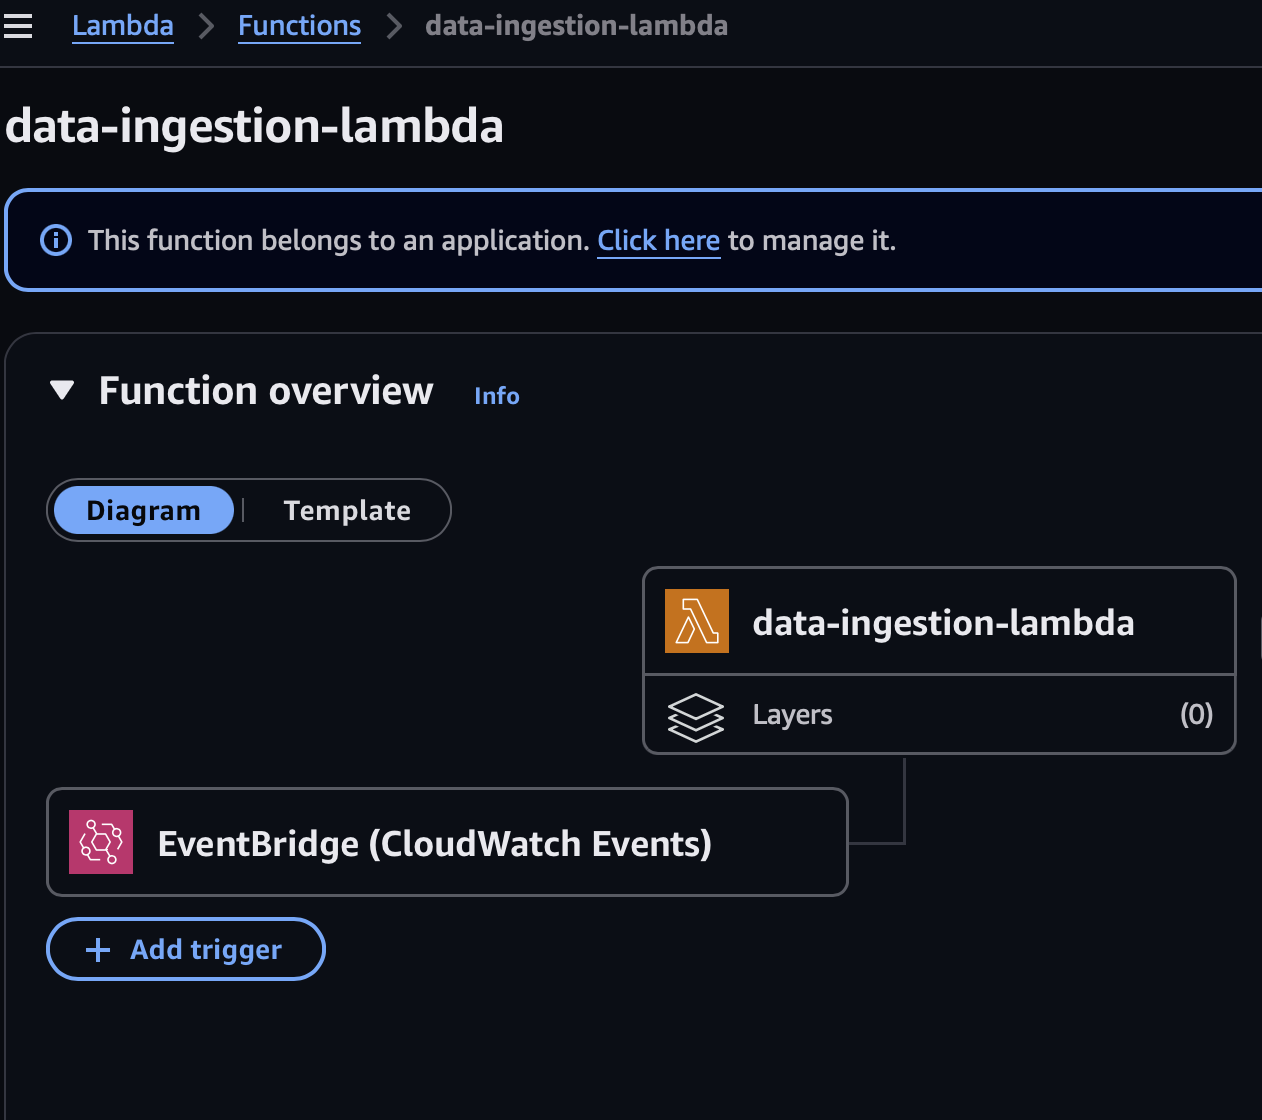 Lambda > Functions > data-ingestion-lambda
data-ingestion-lambda
This function belongs to an application. Click here to manage it.
Function overview Info
Diagram | Template
data-ingestion-lambda
Layers (0)
EventBridge (CloudWatch Events)
+ Add trigger